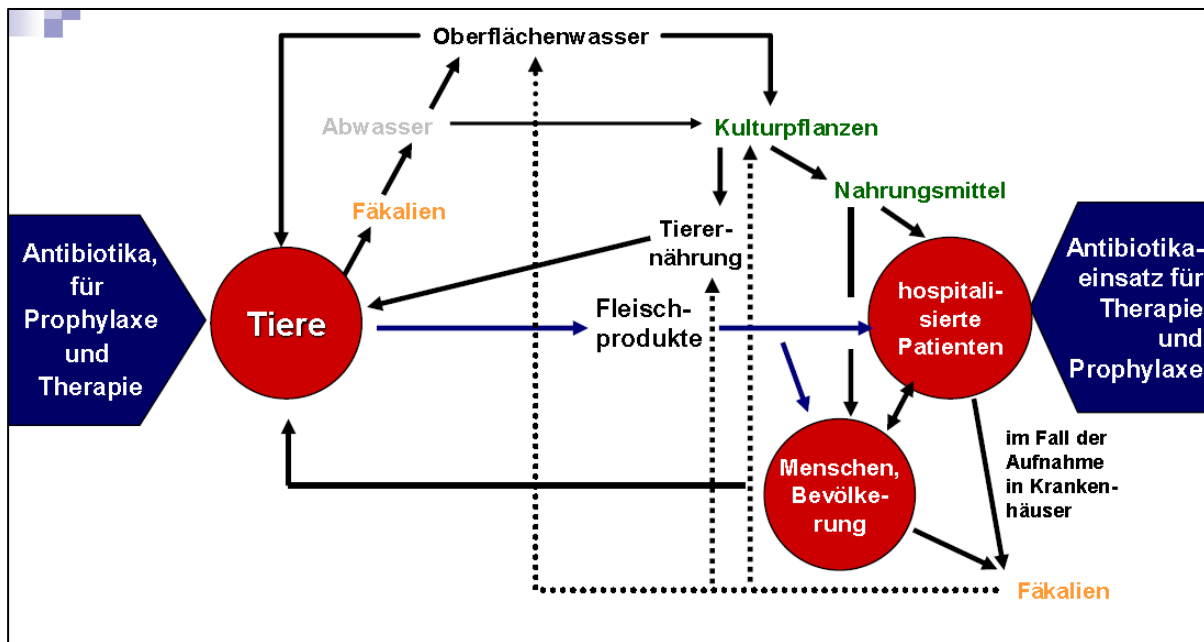 Oberflächenwasser
Abwasser
Kulturpflanzen
Fäkalien
Nahrungsmittel
Antibiotika,
für
Prophylaxe
und
Therapie
Tiere
Tierer-
nährung
Fleisch-
produkte
hospitali-
sierte
Patienten
Antibiotika-
einsatz für
Therapie
und
Prophylaxe
Menschen,
Bevölke-
rung
im Fall der
Aufnahme
in Kranken-
häuser
Fäkalien